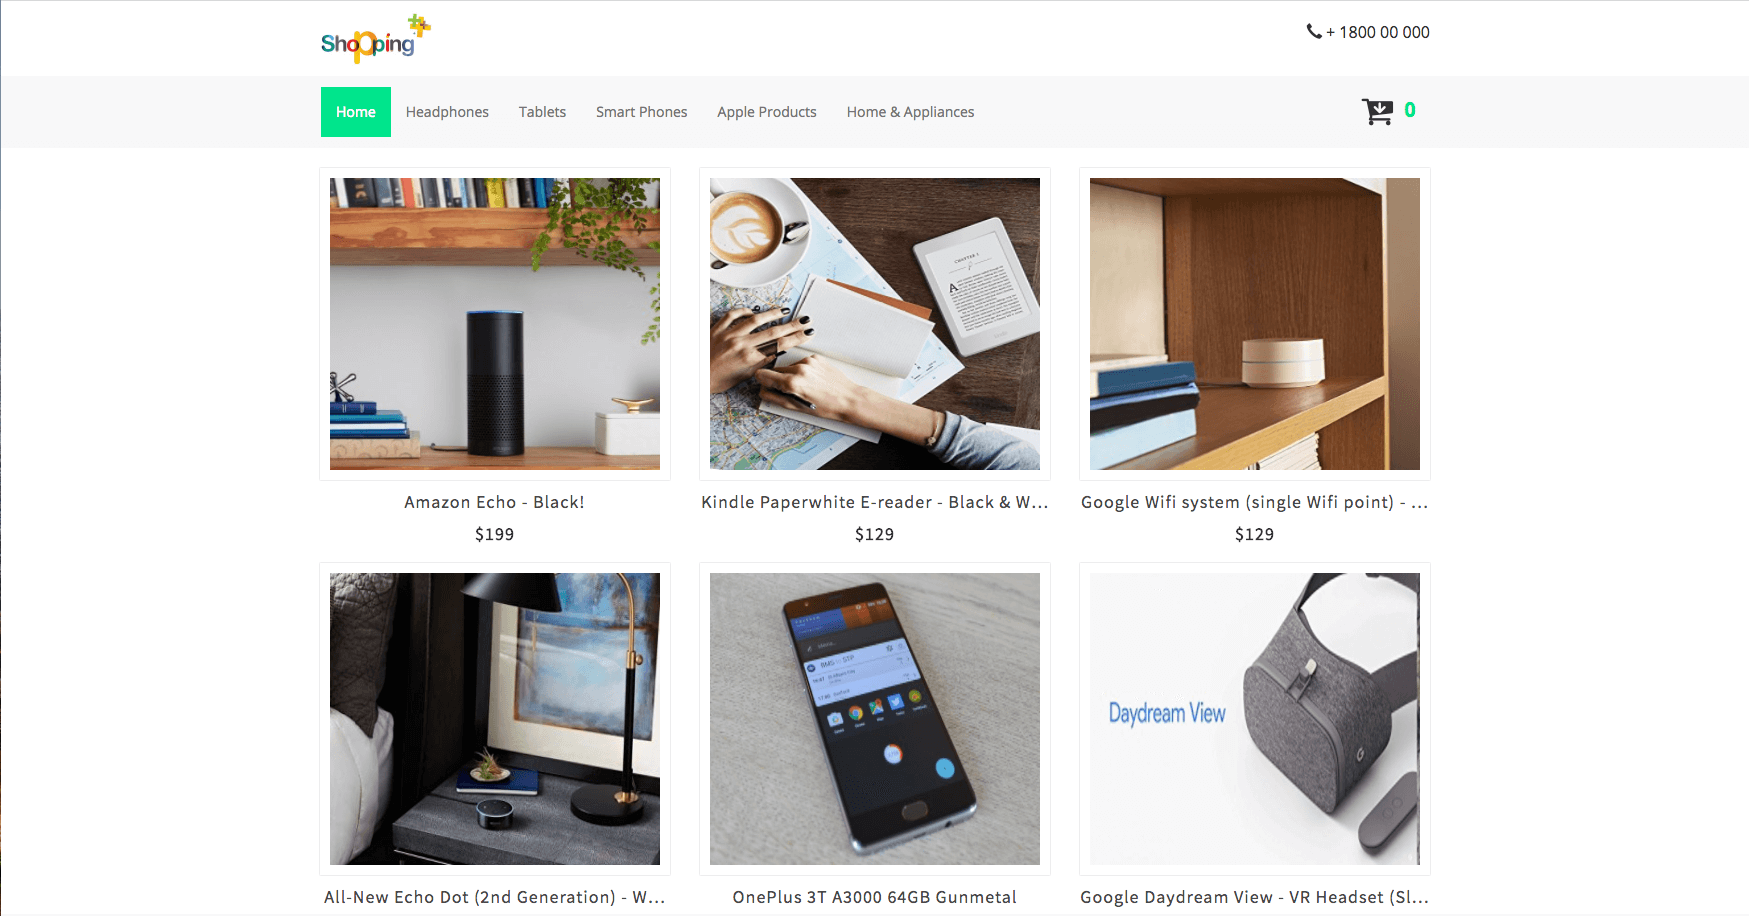 Shopping
+ 1800 00 000
Home
Headphones
Tablets
Smart Phones
Apple Products
Home & Appliances
0
CHAPTER I
Amazon Echo - Black!
Kindle Paperwhite E-reader - Black & W...
Google Wifi system (single Wifi point) - ...
$199
$129
$129
Daydream View
All-New Echo Dot (2nd Generation) - W...
OnePlus 3T A3000 64GB Gunmetal
Google Daydream View - VR Headset (Sl...